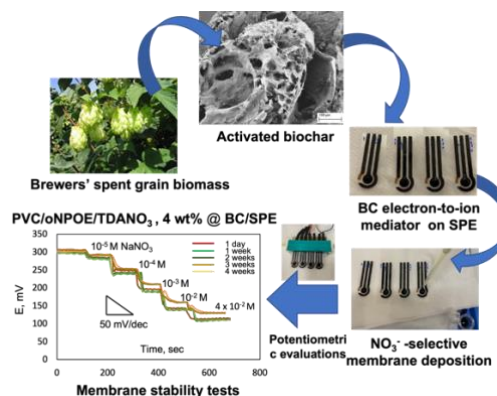 Activated biochar
Brewers' spent grain biomass
BC electron-to-ion
mediator on SPE
NO₃⁻ -selective
membrane deposition
Potentiometri
c evaluations
PVC/oNPOE/TDANO₃ , 4 wt% @ BC/SPE
E, mV
350
300
250
200
150
100
50
0
0 200 400 600 800
10⁻⁵ M NaNO₃
10⁻⁴ M
10⁻³ M
10⁻² M
4 x 10⁻² M
1 day
1 week
2 weeks
3 weeks
4 weeks
50 mV/dec
Time, sec
Membrane stability tests